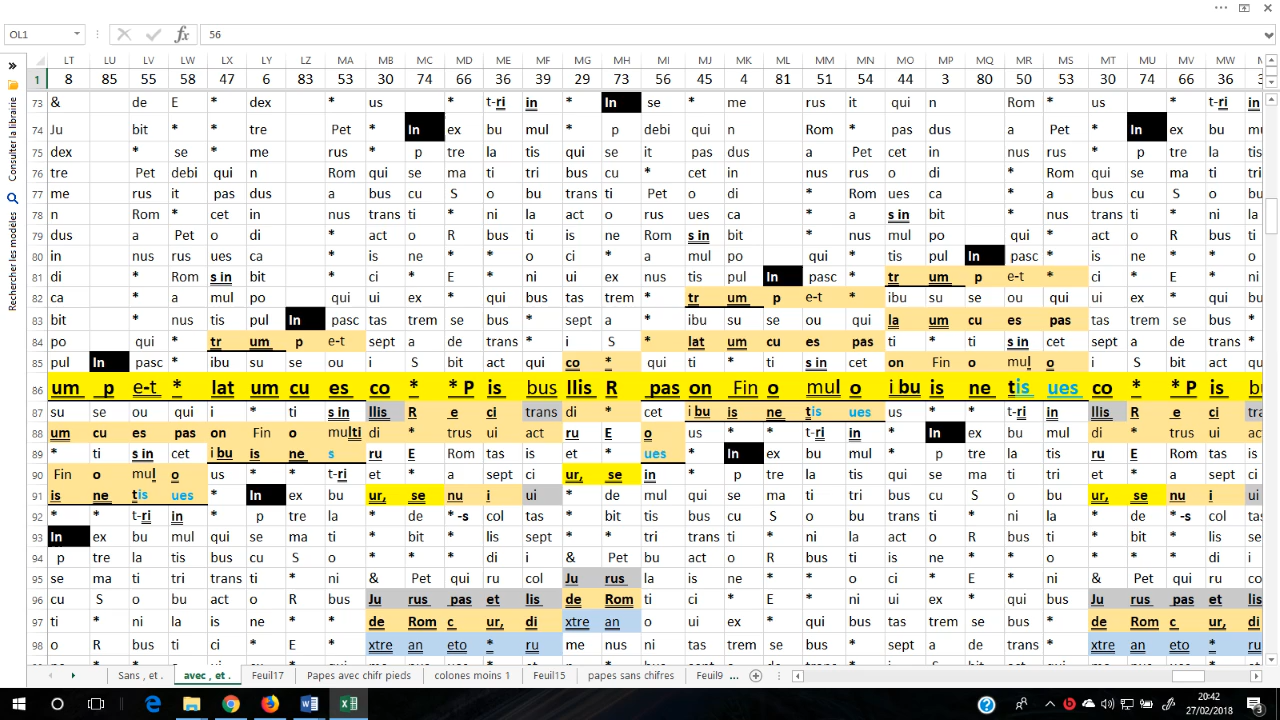 OL1 56
LT LU LV LW LX LY LZ MA MB MC MD ME MF MG MH MI MJ MK ML MM MN MO MP MQ MR MS MT MU MV MW
1 8 85 55 58 47 6 83 53 30 74 66 36 38 29 73 56 45 4 81 51 54 40 3 80 50 53 30 74 66 36
73 & de E * dex * us * t-ri in * In se * me rus it qui n Rom * us * t-ri in
74 Ju bit * * tre Pet * In ex bu mul * p debi qui n Rom * pas dus a Pet * In ex bu mu
75 dex * se * me rus * p tre la tis qui se it pas dus a Pet cet in nus rus * p tre la tis
76 tre Pet debi qui n Rom qui se ma ti tri bus cu * cet in nus rus o di * Rom qui se ma ti tri
77 me rus it pas dus a bus cu S o bu trans ti Pet o di * Rom ues ca * a bus cu S o bu
78 n Rom * cet in nus trans ti * ni la act o rus ues ca * a s in bit * nus trans ti * ni la
79 dus a Pet o di * act o R bus ti is ne Rom s in bit * nus mul po qui * act o R bus ti
80 in nus rus ues ca * is ne * * o ci * a mul po qui * tis pul In pasc * is ne * * o
81 di * Rom s in bit * ci * E * ni ui ex nus tis pul In pasc * tr um p e-t * ci * E * ni
82 ca * a mul po qui ui ex * qui bus tas trem * tr um p e-t * ibu su se ou qui ui ex * qui bu
83 bit * nus tis pul In pasc tas trem se bus * sept a * ibu su se ou qui la um cu es pas tas trem se bus *
84 po qui * tr um p e-t sept a de trans * i S * lat um cu es pas ti * ti s in cet sept a de trans *
85 pul In pasc * ibu su se ou i S bit act qui co * qui ti * ti s in cet on Fin o mul o i S bit act qu
86 um p e-t * lat um cu es co * * P is bus llis R pas on Fin o mul o i bu is ne tis ues co * * P is bu
87 su se ou qui i * ti s in llis R e ci trans di * cet i bu is ne tis ues us * * t-ri in llis R e ci tra
88 um cu es pas on Fin o multi di * trus ui act ru E o us * * t-ri in * In ex bu mul di * trus ui ac
89 * ti s in cet i bu is ne s ru E Rom tas is et * ues * In ex bu mul * p tre la tis ru E Rom tas is
90 Fin o mul o us * * t-ri et * a sept ci ur, se in * p tre la tis qui se ma ti tri et * a sept ci
91 is ne tis ues * In ex bu ur, se nu i ui * de mul qui se ma ti tri bus cu S o bu ur, se nu i ui
92 * * t-ri in * p tre la * de * -s col tas * bit tis bus cu S o bu trans ti * ni la * de * -s col tas
93 In ex bu mul qui se ma ti * bit * lis sept * * tri trans ti * ni la act o R bus ti * bit * lis se
94 p tre la tis bus cu S o * * * di i & Pet bu act o R bus ti is ne * * o * * * di i
95 se ma ti tri trans ti * ni & Pet qui ru col Ju rus la is ne * * o ci * E * ni & Pet qui ru co
96 cu S o bu act o R bus Ju rus pas et lis de Rom ti ci * E * ni ui ex * qui bus Ju rus pas et lis
97 ti * ni la is ne * * de Rom c ur, di xtre an o ui ex * qui bus tas trem se bus * de Rom c ur, di
98 o R bus ti ci * E * xtre an eto * ru me nus ni tas trem se bus * sept a de trans * xtre an eto * ru
Consulter la librairie
Rechercher les modèles
Sans , et . avec , et . Feuil17 Papes avec chifr pieds colones moins 1 Feuil15 papes sans chifres Feuil9 ...
20:42
27/02/2018
3